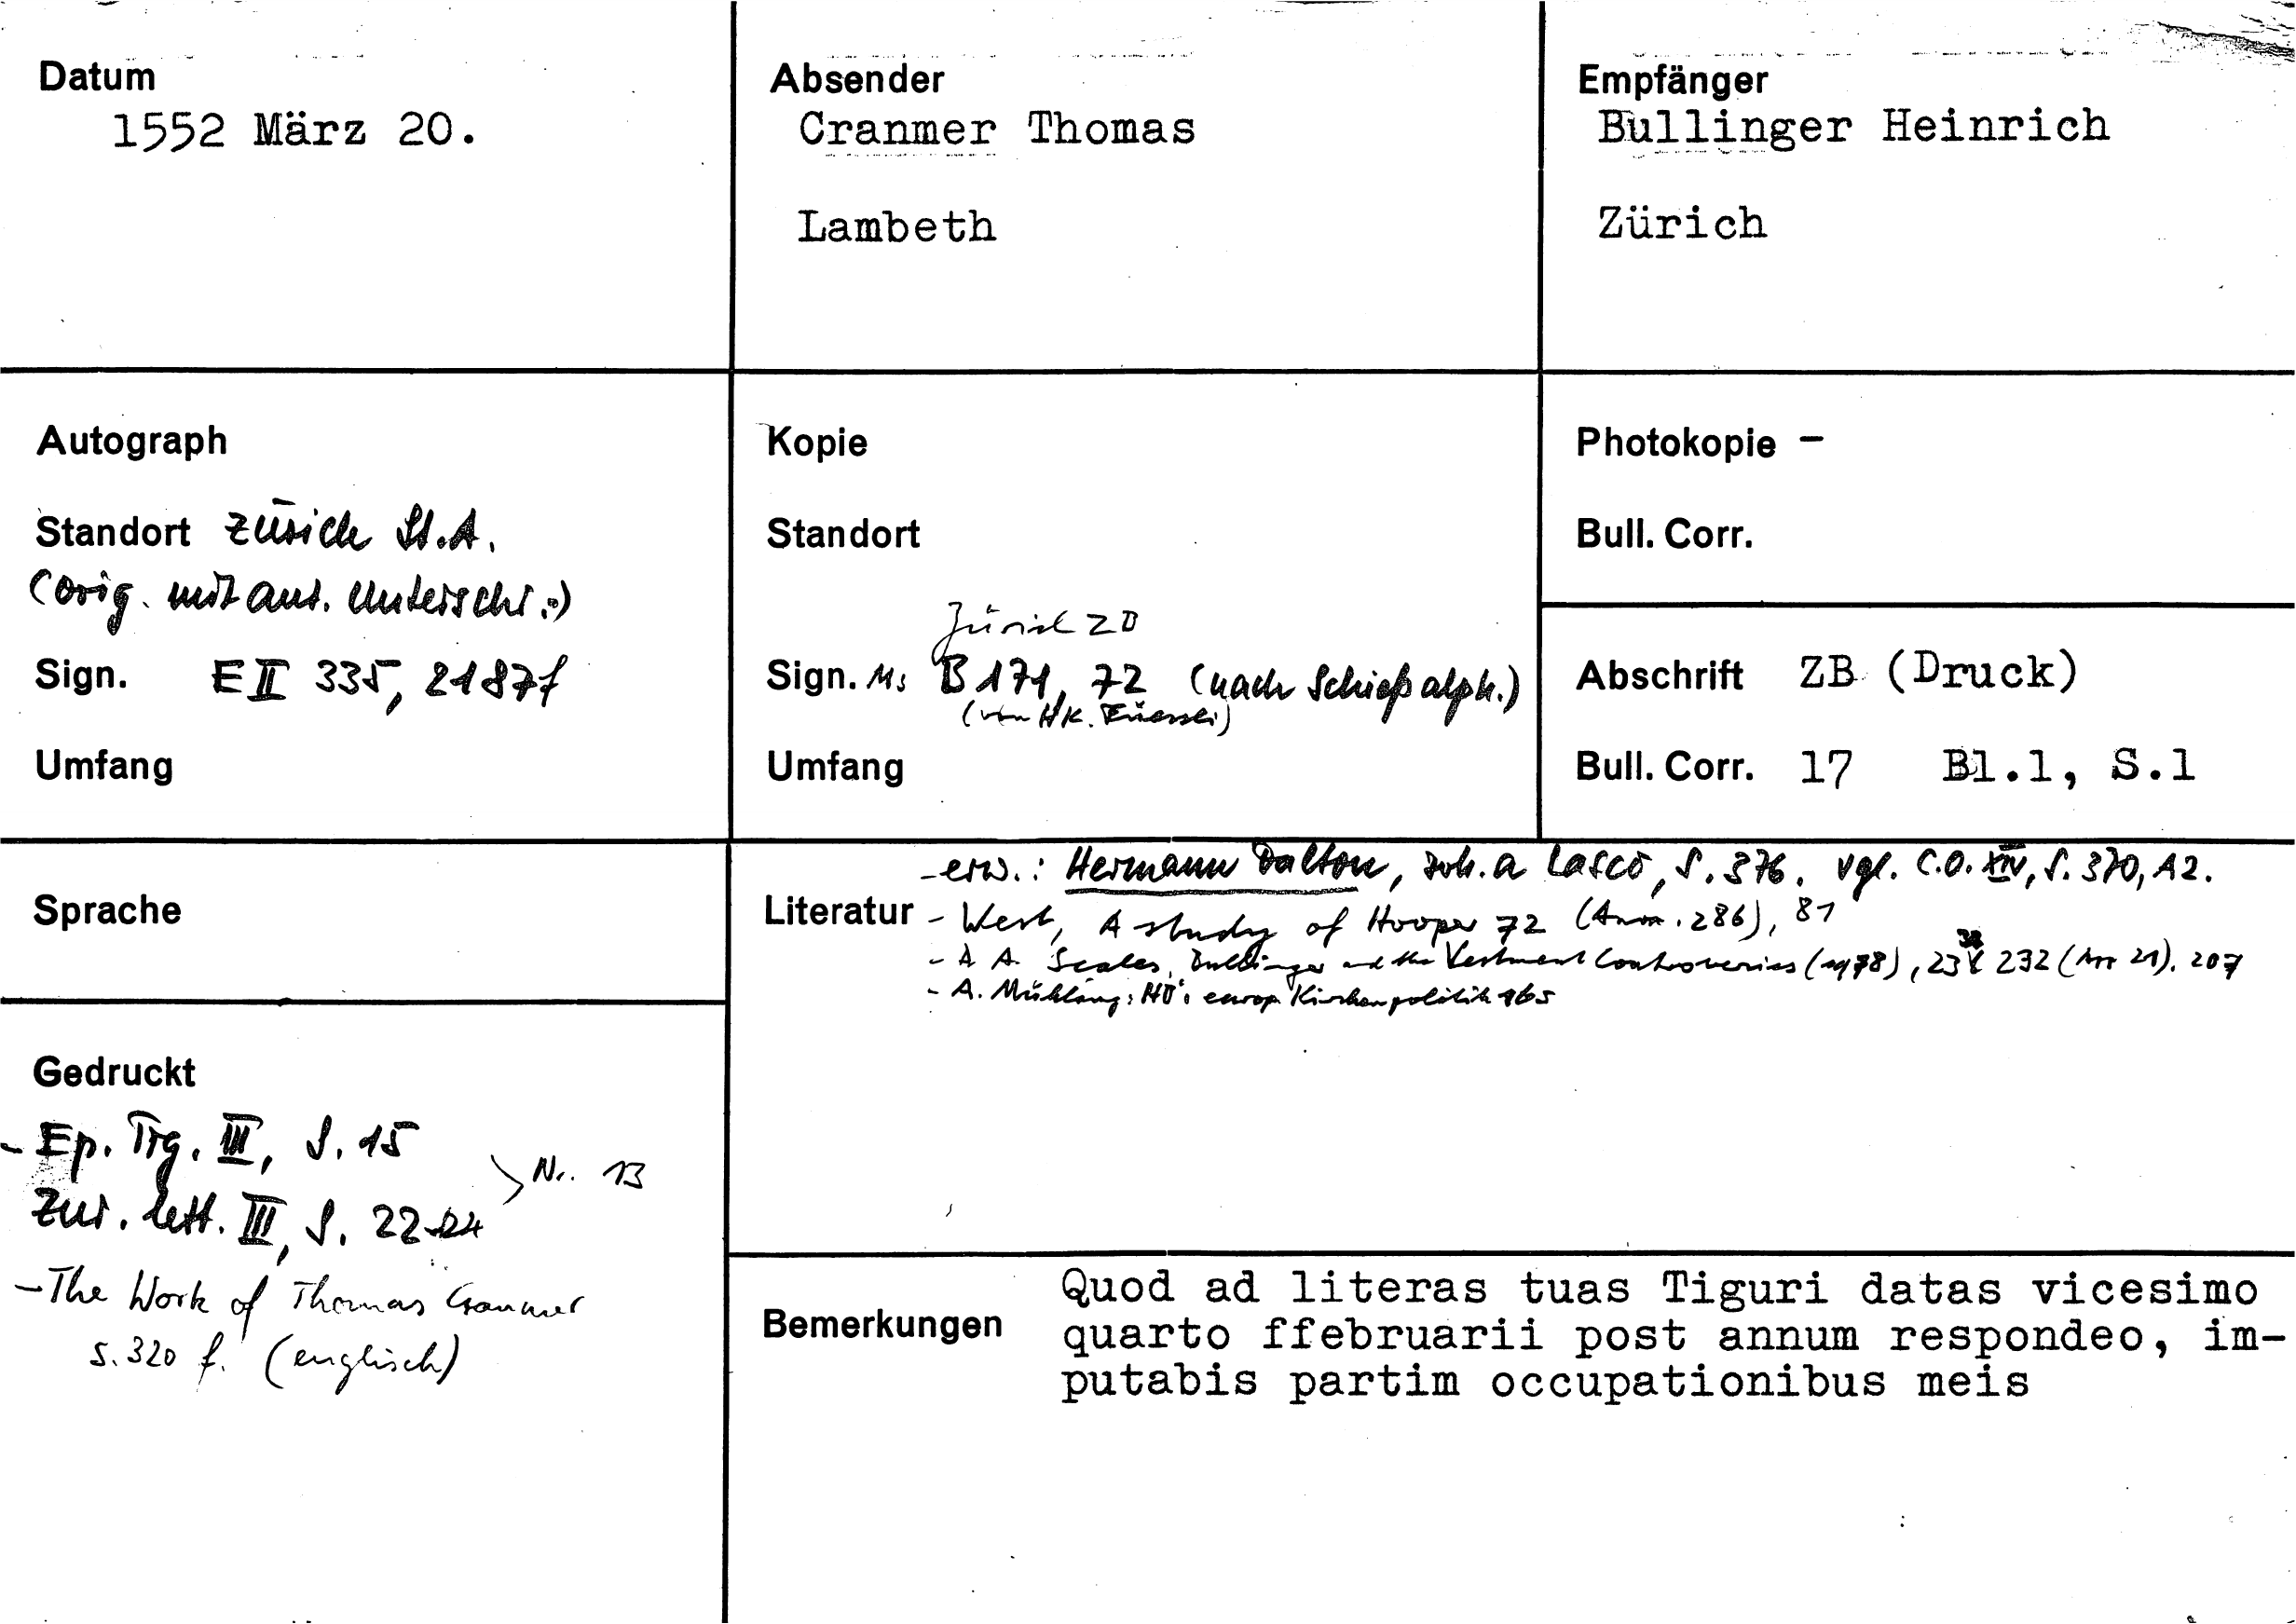 Datum
1552 März 20.
Absender
Cranmer Thomas
Lambeth
Empfänger
Bullinger Heinrich
Zürich
Autograph
Standort Zürich St.A.
(Orig. mit aut. Unterschr.)
Sign. E II 335, 2187f
Umfang
Kopie
Standort
Zürich ZB
Sign. Ms B 171, 72 (nach Schieß alph.)
(von HK. Füessli)
Umfang
Photokopie –
Bull. Corr.
Abschrift ZB (Druck)
Bull. Corr. 17 Bl.1, S.1
Sprache
Gedruckt
- Ep. Tig. III, S. 15
Zur. lett. III, S. 22-24
Nr. 13
- The Work of Thomas Cranmer
S. 320 f. (englisch)
- erw.: Hermann Dalton, Joh. a Lasco, S. 376. vgl. C.O. XIV, S. 370, A2.
Literatur - West, A study of Hooper 72 (Anm. 286), 81
- Bullinger and the Vestment Controversies (1978), 232 207
- A. Mühling: HB's europ. Kirchenpolitik 165
Bemerkungen
Quod ad literas tuas Tiguri datas vicesimo
quarto ffebruarii post annum respondeo, im-
putabis partim occupationibus meis